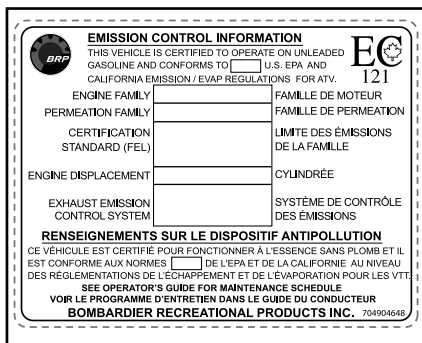 EMISSION CONTROL INFORMATION
THIS VEHICLE IS CERTIFIED TO OPERATE ON UNLEADED
GASOLINE AND CONFORMS TO U.S. EPA AND
CALIFORNIA EMISSION / EVAP REGULATIONS FOR ATV.
BRP
EC
121
ENGINE FAMILY FAMILLE DE MOTEUR
PERMEATION FAMILY FAMILLE DE PERMEATION
CERTIFICATION LIMITE DES ÉMISSIONS
STANDARD (FEL) DE LA FAMILLE
ENGINE DISPLACEMENT CYLINDRÉE
EXHAUST EMISSION SYSTÈME DE CONTRÔLE
CONTROL SYSTEM DES ÉMISSIONS
RENSEIGNEMENTS SUR LE DISPOSITIF ANTIPOLLUTION
CE VÉHICULE EST CERTIFIÉ POUR FONCTIONNER À L'ESSENCE SANS PLOMB ET IL
EST CONFORME AUX NORMES DE L'EPA ET DE LA CALIFORNIE AU NIVEAU
DES RÉGLEMENTATIONS DE L'ÉCHAPPEMENT ET DE L'ÉVAPORATION POUR LES VTT.
SEE OPERATOR'S GUIDE FOR MAINTENANCE SCHEDULE
VOIR LE PROGRAMME D'ENTRETIEN DANS LE GUIDE DU CONDUCTEUR
BOMBARDIER RECREATIONAL PRODUCTS INC. 704904648